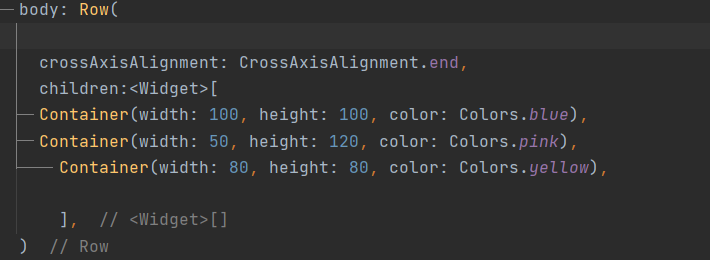 body: Row(
crossAxisAlignment: CrossAxisAlignment.end,
children:<Widget>[
Container(width: 100, height: 100, color: Colors.blue),
Container(width: 50, height: 120, color: Colors.pink),
Container(width: 80, height: 80, color: Colors.yellow),
], // <Widget>[]
) // Row